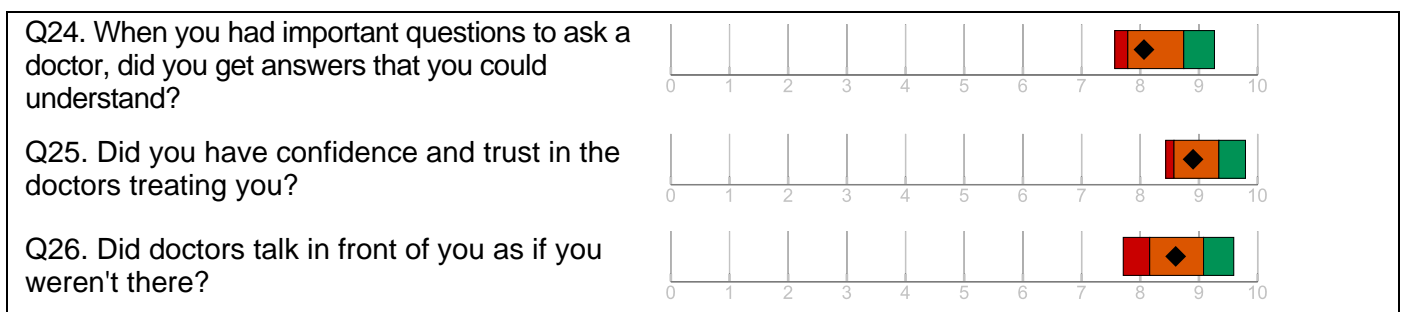 Q24. When you had important questions to ask a
doctor, did you get answers that you could
understand?
0 1 2 3 4 5 6 7 8 9 10
Q25. Did you have confidence and trust in the
doctors treating you?
0 1 2 3 4 5 6 7 8 9 10
Q26. Did doctors talk in front of you as if you
weren't there?
0 1 2 3 4 5 6 7 8 9 10